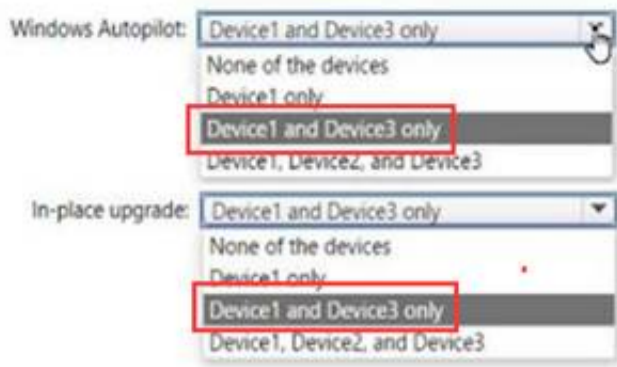 Windows Autopilot: Device1 and Device3 only
None of the devices
Device1 only
Device1 and Device3 only
Device1, Device2, and Device3
In-place upgrade: Device1 and Device3 only
None of the devices
Device1 only
Device1 and Device3 only
Device1, Device2, and Device3